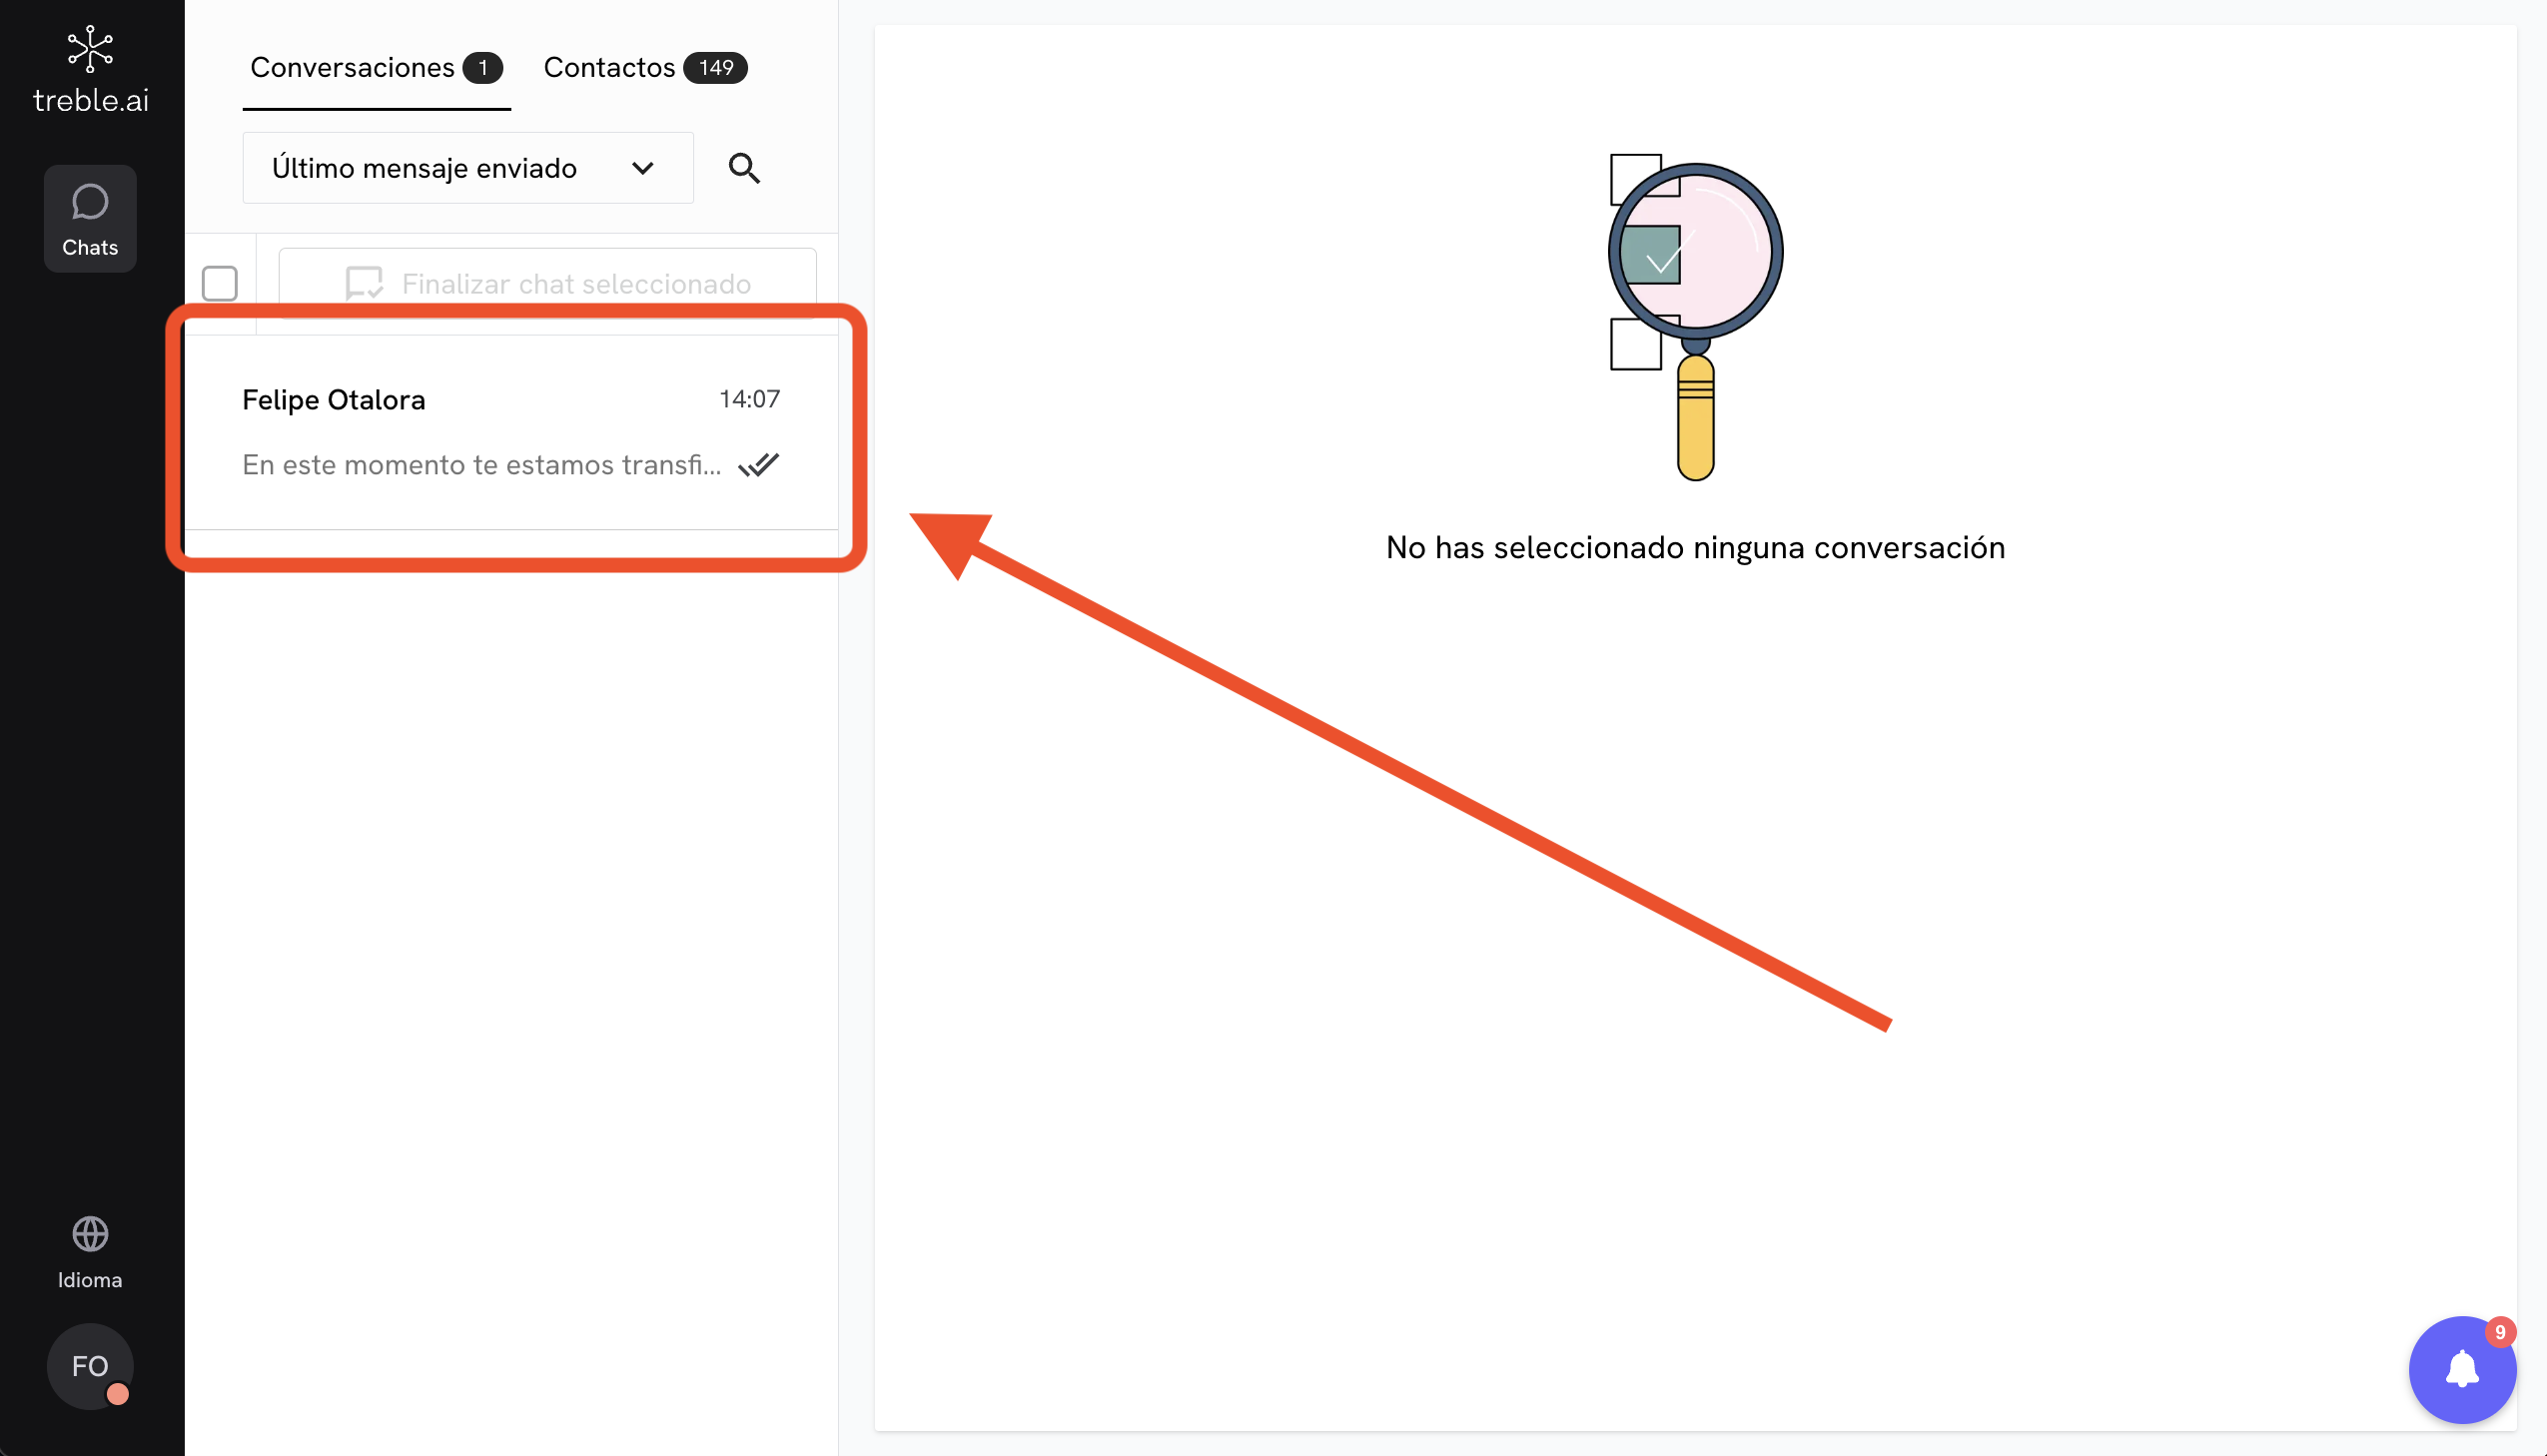 treble.ai
Chats
Conversaciones 1 Contactos 149
Último mensaje enviado
Finalizar chat seleccionado
Felipe Otalora 14:07
En este momento te estamos transfi...
No has seleccionado ninguna conversación
Idioma
FO
9